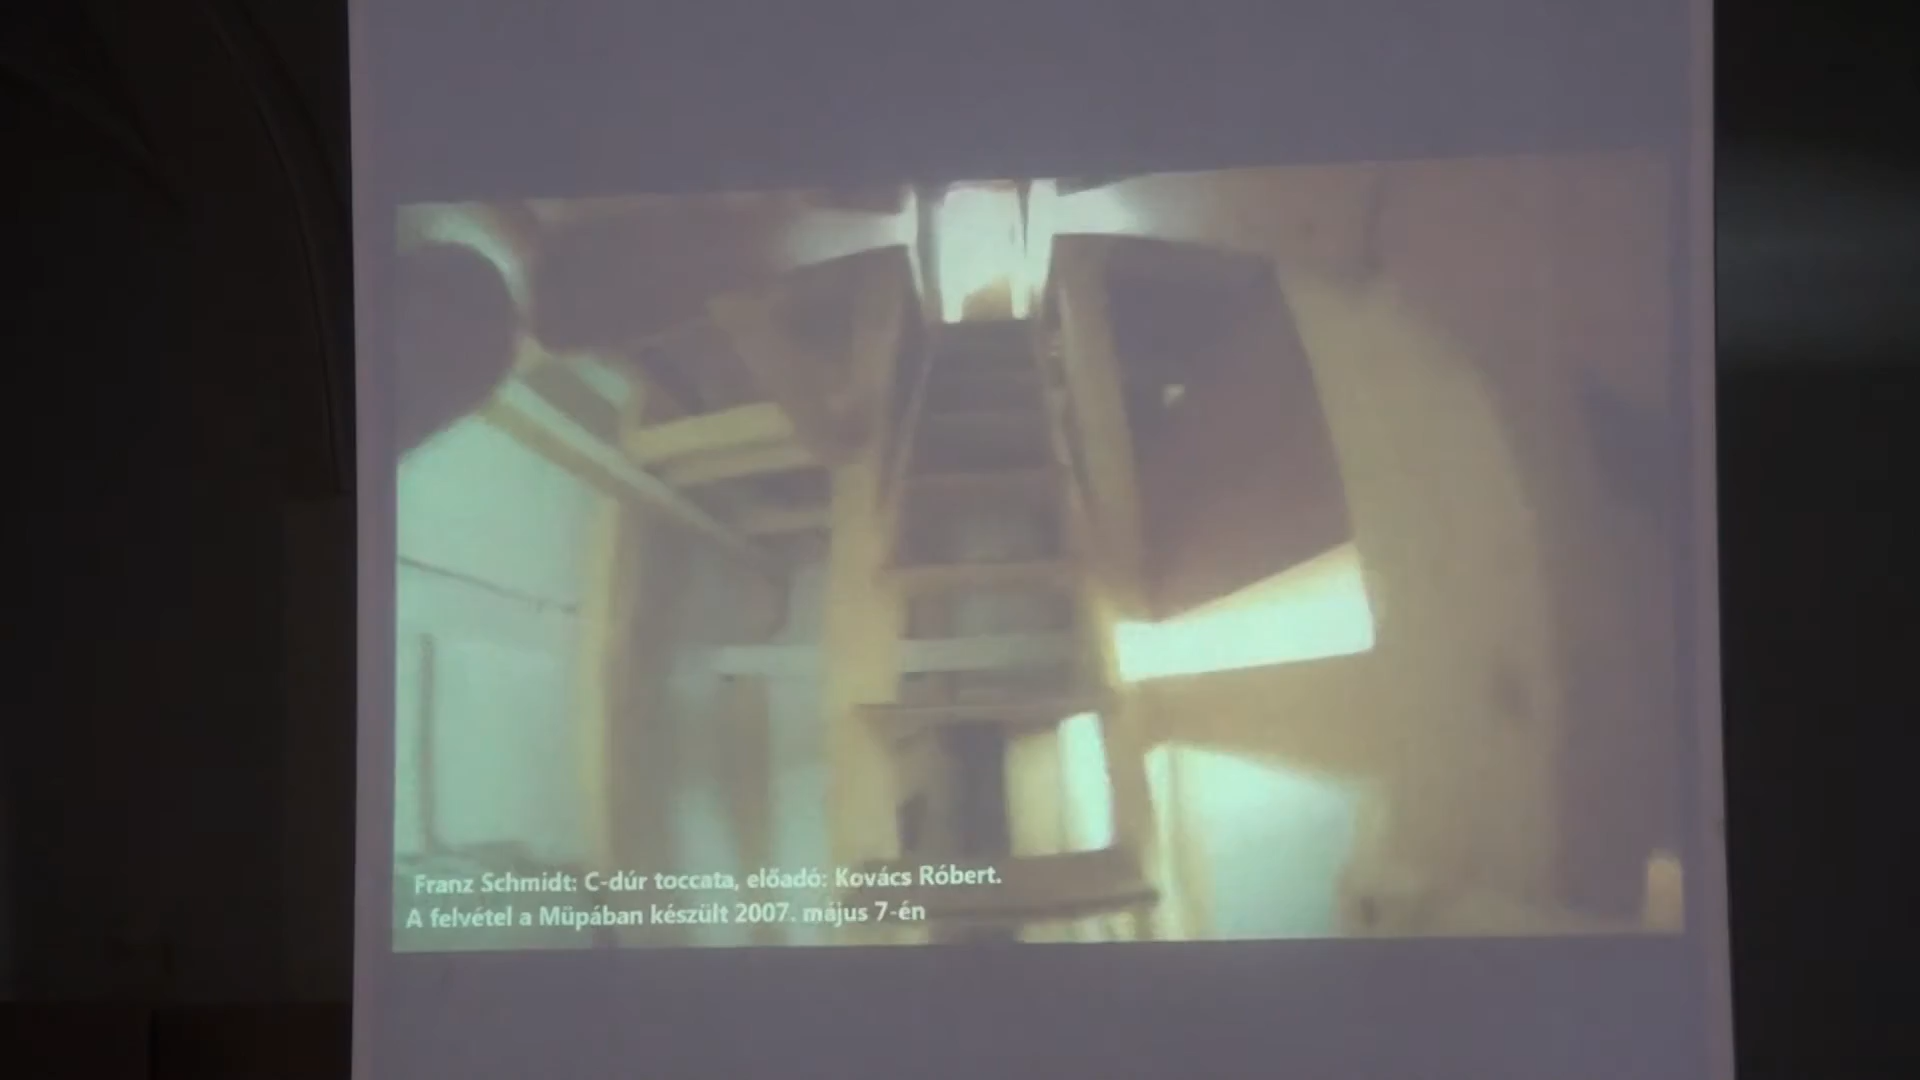 Franz Schmidt: C-dúr toccata, előadó: Kovács Róbert.
A felvétel a Müpában készült 2007. május 7-én